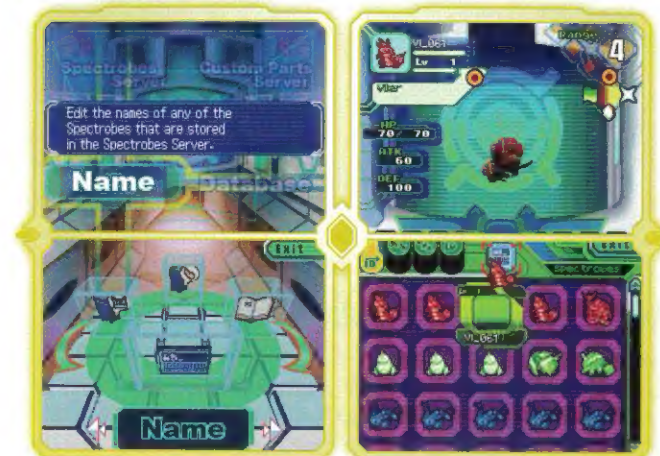 Spectrobes Server
Custom Parts Server
Edit the names of any of the
Spectrobes that are stored
in the Spectrobes Server.
Name
Database
EXIT
Name
Range
4
Lv 1
Vilar
HP
70/ 70
ATK
60
DEF
100
EXIT
Spectrobes